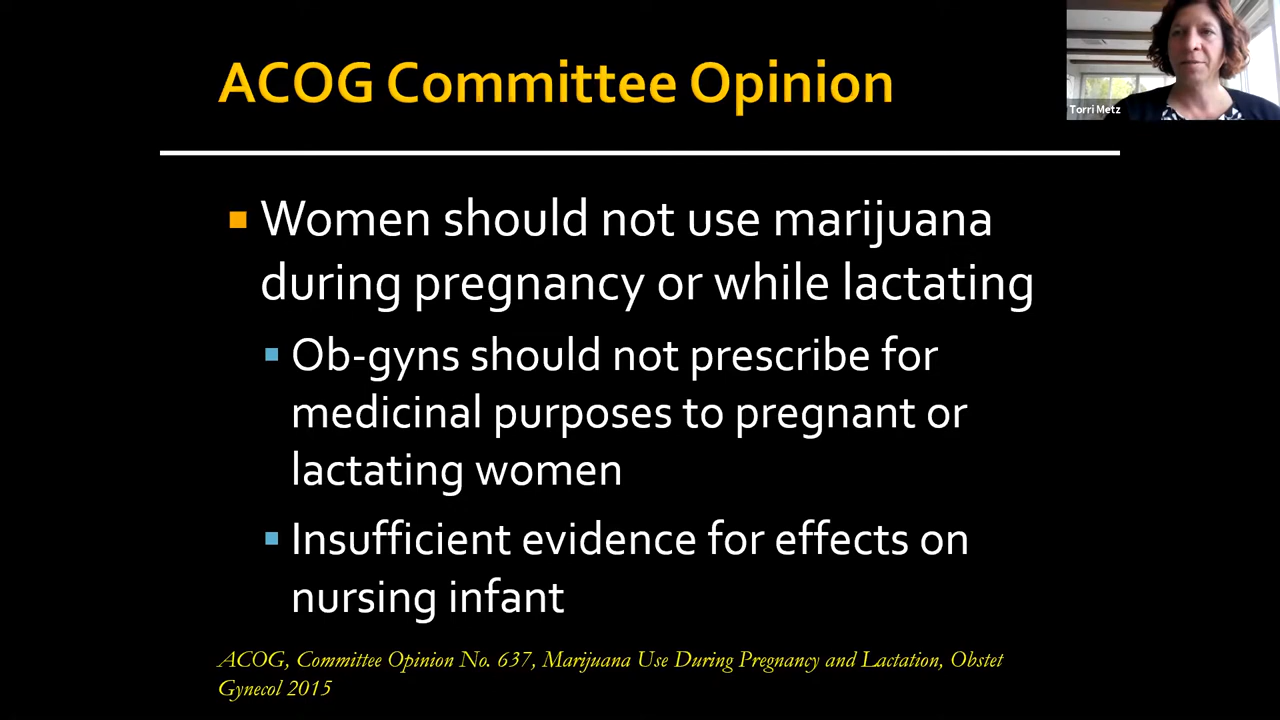 ACOG Committee Opinion
Torri Metz
Women should not use marijuana
during pregnancy or while lactating
Ob-gyns should not prescribe for
medicinal purposes to pregnant or
lactating women
Insufficient evidence for effects on
nursing infant
ACOG, Committee Opinion No. 637, Marijuana Use During Pregnancy and Lactation, Obstet
Gynecol 2015